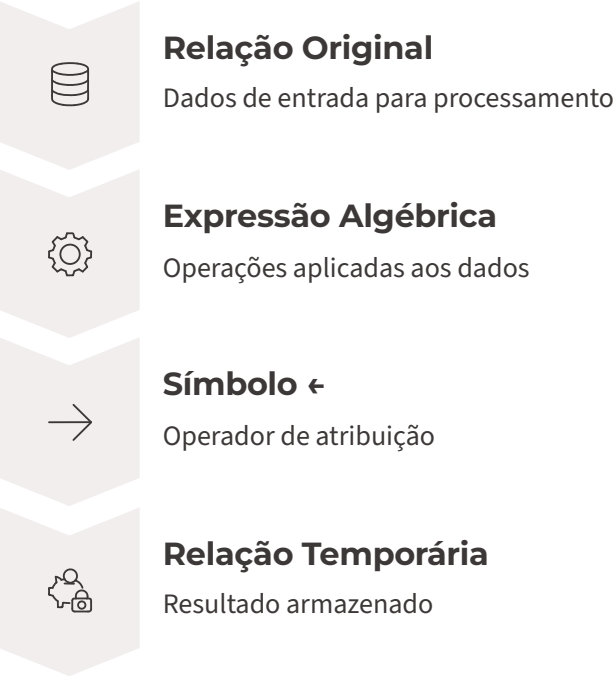 Relação Original
Dados de entrada para processamento
Expressão Algébrica
Operações aplicadas aos dados
Símbolo ←
Operador de atribuição
Relação Temporária
Resultado armazenado